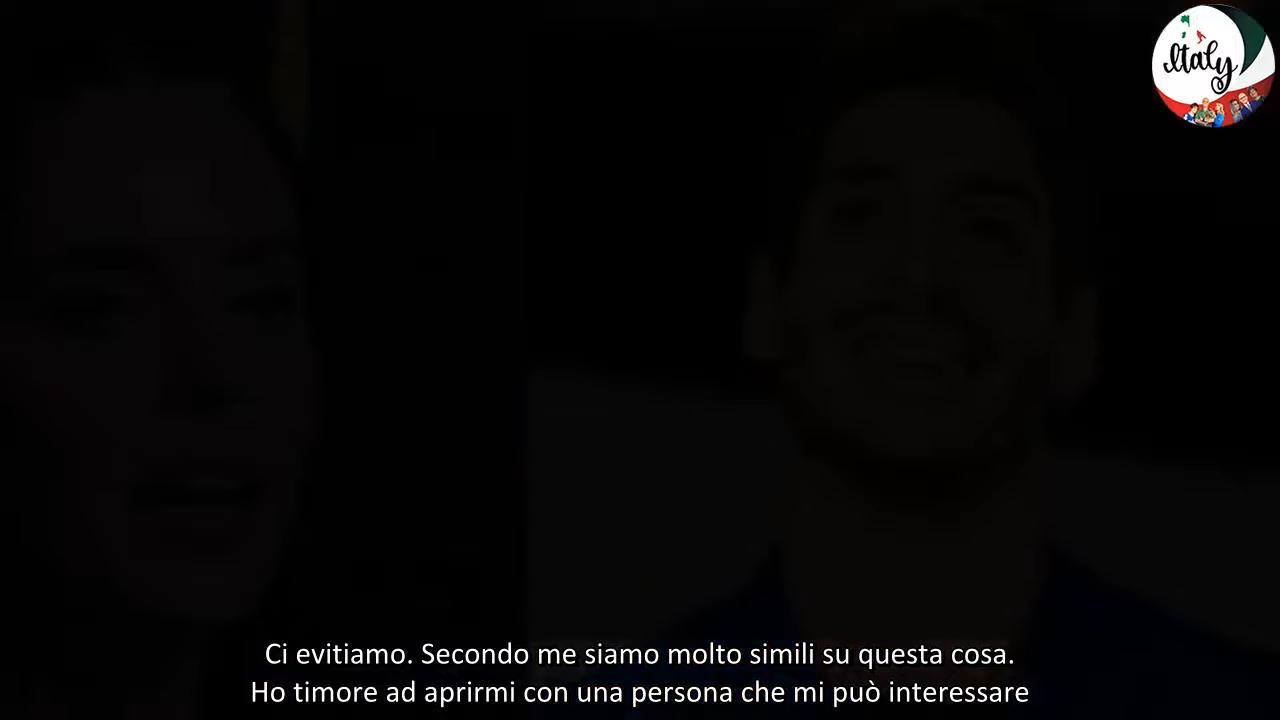 Italy
Ci evitiamo. Secondo me siamo molto simili su questa cosa.
Ho timore ad aprirmi con una persona che mi può interessare